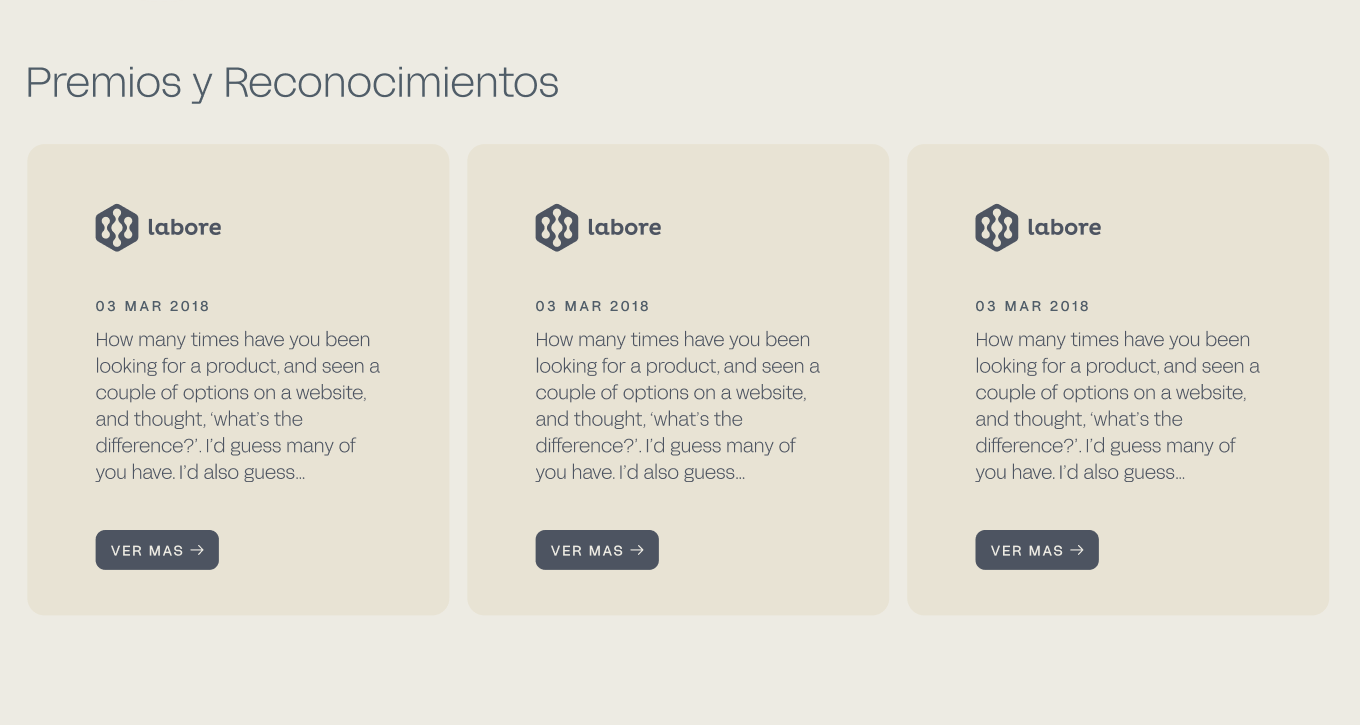 Premios y Reconocimientos
labore
03 MAR 2018
How many times have you been
looking for a product, and seen a
couple of options on a website,
and thought, ‘what’s the
difference?’. I’d guess many of
you have. I’d also guess...
VER MAS →
labore
03 MAR 2018
How many times have you been
looking for a product, and seen a
couple of options on a website,
and thought, ‘what’s the
difference?’. I’d guess many of
you have. I’d also guess...
VER MAS →
labore
03 MAR 2018
How many times have you been
looking for a product, and seen a
couple of options on a website,
and thought, ‘what’s the
difference?’. I’d guess many of
you have. I’d also guess...
VER MAS →